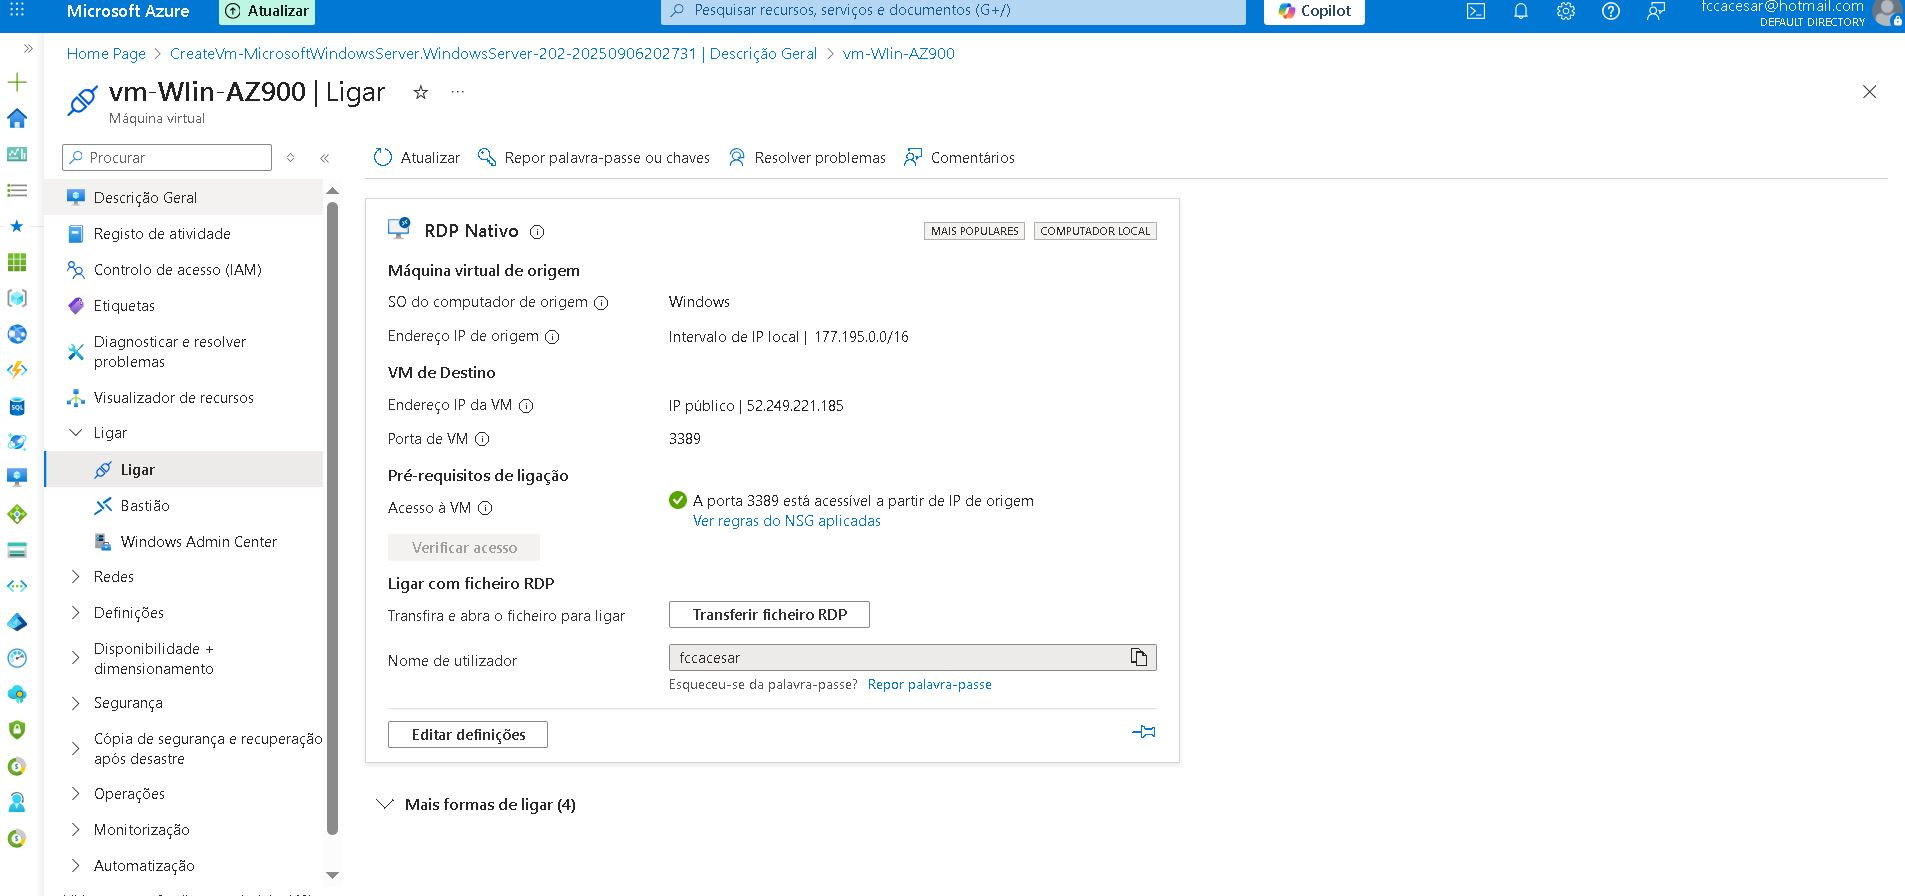 Microsoft Azure
Atualizar
Pesquisar recursos, serviços e documentos (G+/)
Copilot
fccacesar@hotmail.com
DEFAULT DIRECTORY
Home Page > CreateVm-MicrosoftWindowsServer.WindowsServer-202-20250906202731 | Descrição Geral > vm-WIin-AZ900
vm-WIin-AZ900 | Ligar
Máquina virtual
Procurar
Descrição Geral
Registo de atividade
Controlo de acesso (IAM)
Etiquetas
Diagnosticar e resolver
problemas
Visualizador de recursos
Ligar
Ligar
Bastião
Windows Admin Center
Redes
Definições
Disponibilidade +
dimensionamento
Segurança
Cópia de segurança e recuperação
após desastre
Operações
Monitorização
Automatização
Atualizar
Repor palavra-passe ou chaves
Resolver problemas
Comentários
RDP Nativo
MAIS POPULARES
COMPUTADOR LOCAL
Máquina virtual de origem
SO do computador de origem
Windows
Endereço IP de origem
Intervalo de IP local | 177.195.0.0/16
VM de Destino
Endereço IP da VM
IP público | 52.249.221.185
Porta de VM
3389
Pré-requisitos de ligação
Acesso à VM
A porta 3389 está acessível a partir de IP de origem
Ver regras do NSG aplicadas
Verificar acesso
Ligar com ficheiro RDP
Transfira e abra o ficheiro para ligar
Transferir ficheiro RDP
Nome de utilizador
fccacesar
Esqueceu-se da palavra-passe? Repor palavra-passe
Editar definições
Mais formas de ligar (4)